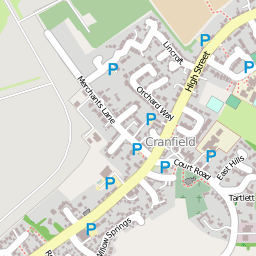 Lincroft
P
P
High Street
Orchard Way
Merchants Lane
P
P
P
Cranfield
P
Court Road
East Hills
P
P
P
Tartlett
Willow Springs